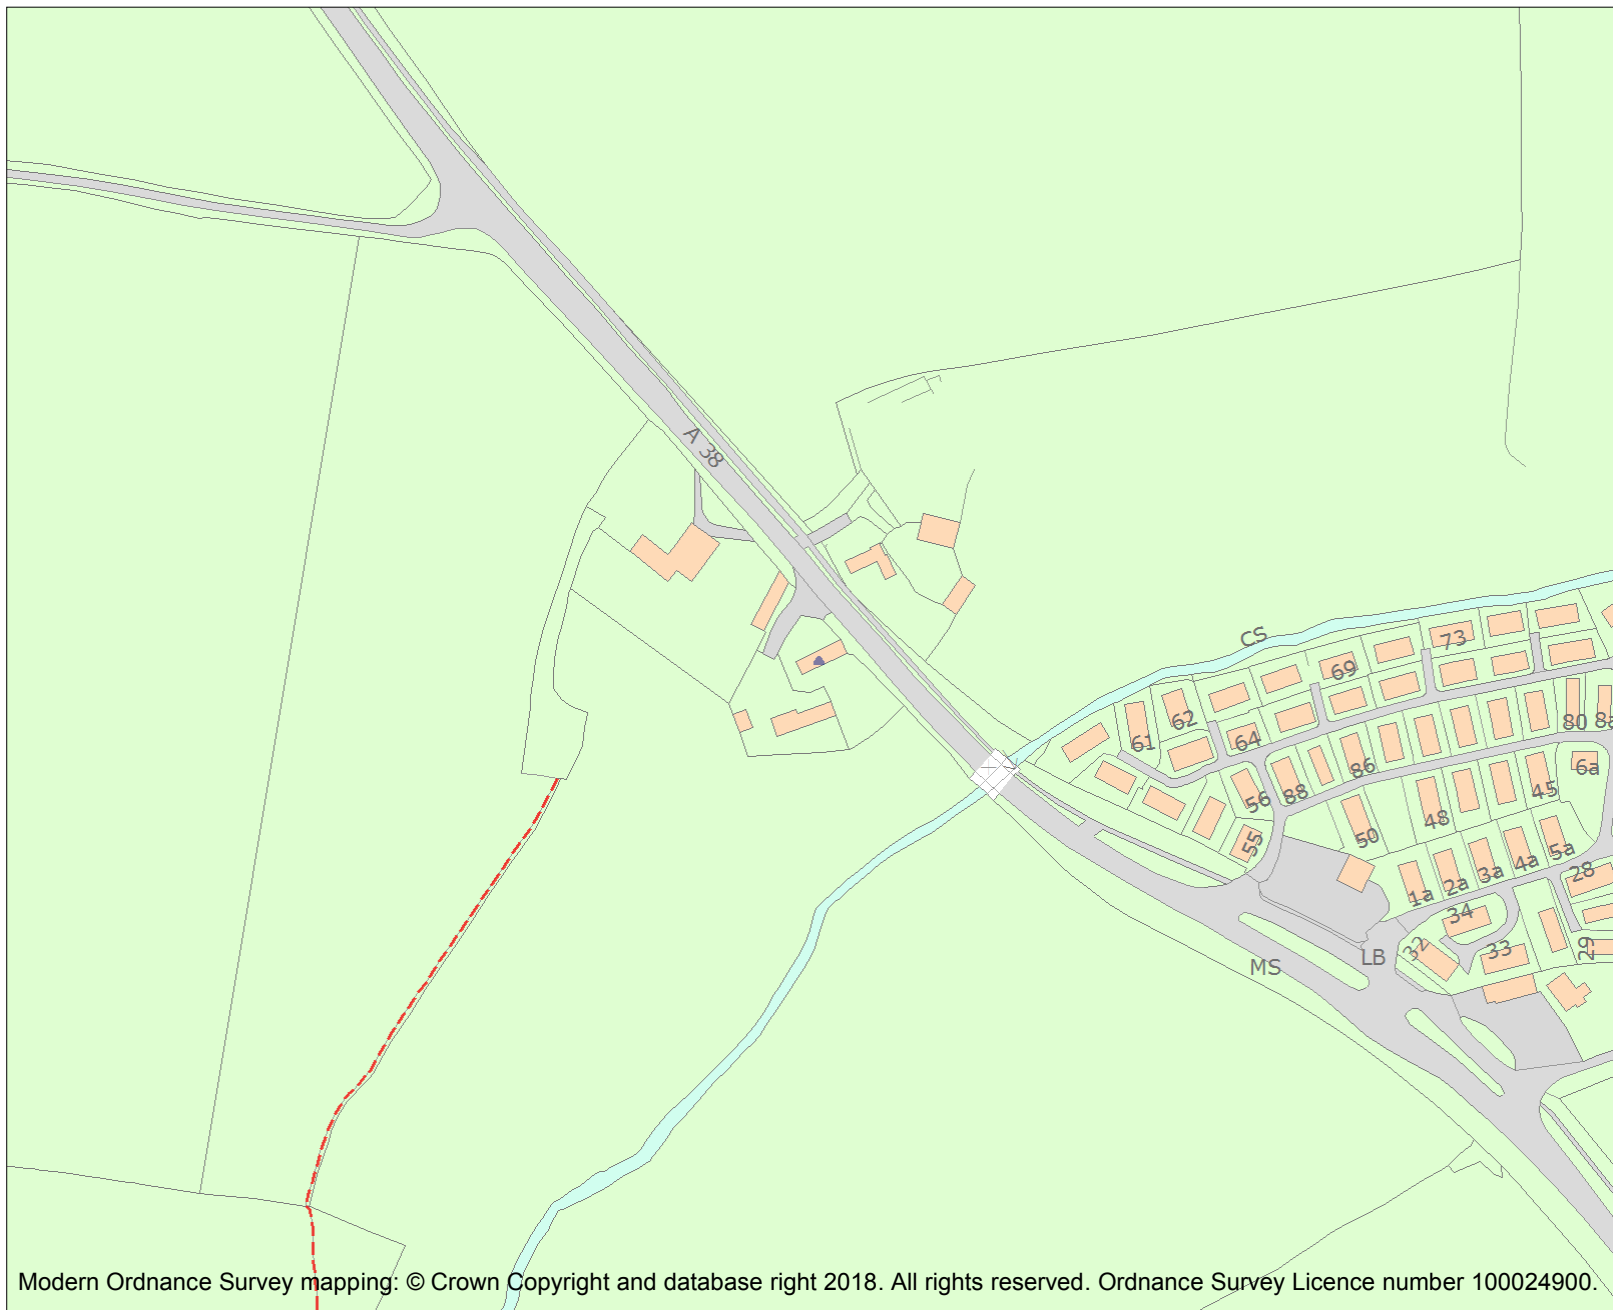 A 38
CS
73
69
62
61
64
80
8a
6a
86
88
56
45
48
50
55
5a
4a
3a
2a
1a
28
34
33
32
29
LB
MS
Modern Ordnance Survey mapping: © Crown Copyright and database right 2018. All rights reserved. Ordnance Survey Licence number 100024900.